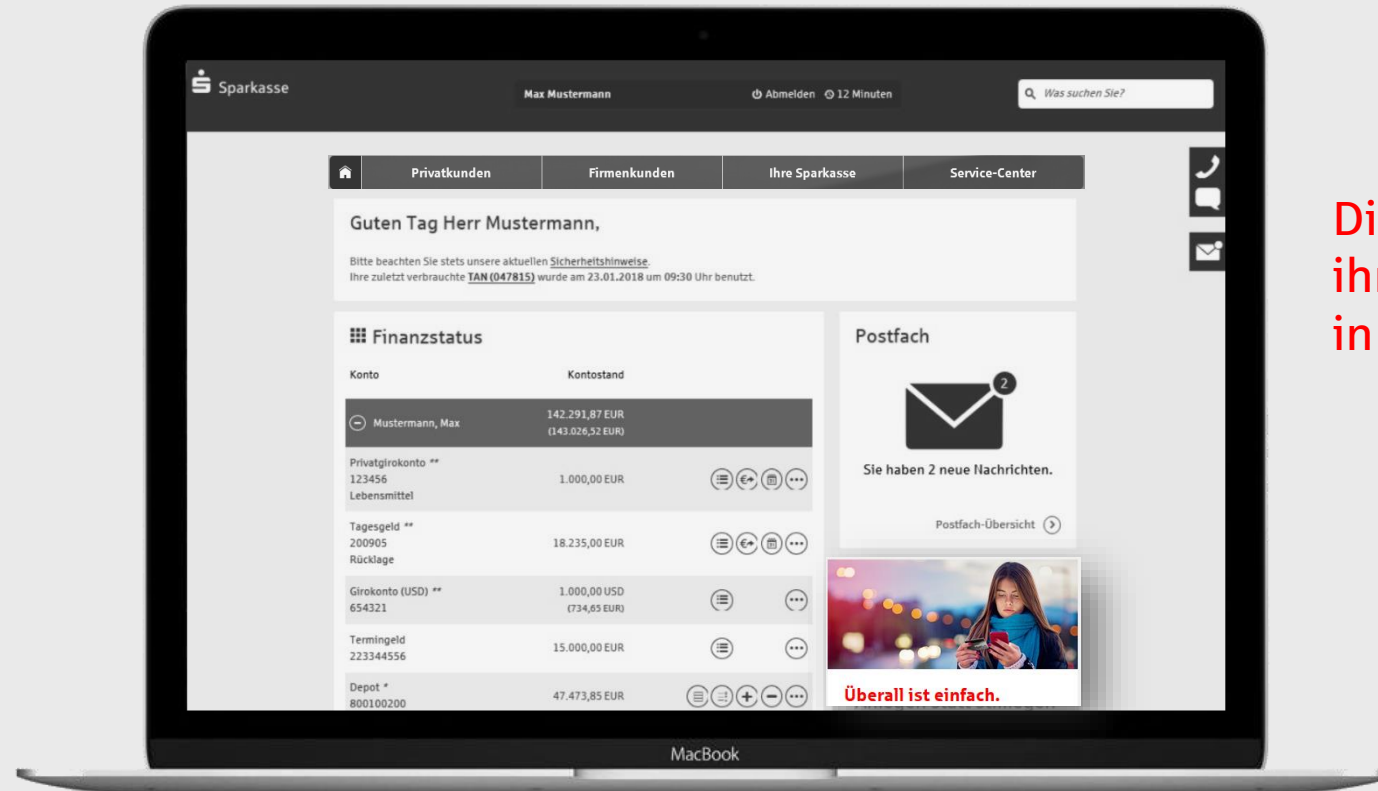 Sparkasse
Max Mustermann
Abmelden
12 Minuten
Was suchen Sie?
Privatkunden
Firmenkunden
Ihre Sparkasse
Service-Center
Guten Tag Herr Mustermann,
Bitte beachten Sie stets unsere aktuellen Sicherheitshinweise.
Ihre zuletzt verbrauchte TAN (047815) wurde am 23.01.2018 um 09:30 Uhr benutzt.
Finanzstatus
Konto Kontostand
Mustermann, Max
142.291,87 EUR
(143.026,52 EUR)
Privatgirokonto **
123456 1.000,00 EUR
Lebensmittel
Tagesgeld **
200905 18.235,00 EUR
Rücklage
Girokonto (USD) ** 1.000,00 USD
654321 (734,65 EUR)
Termingeld
223344556
15.000,00 EUR
Depot *
800100200
47.473,85 EUR
Postfach
2
Sie haben 2 neue Nachrichten.
Postfach-Übersicht
Überall ist einfach.
MacBook
Di
ih
in